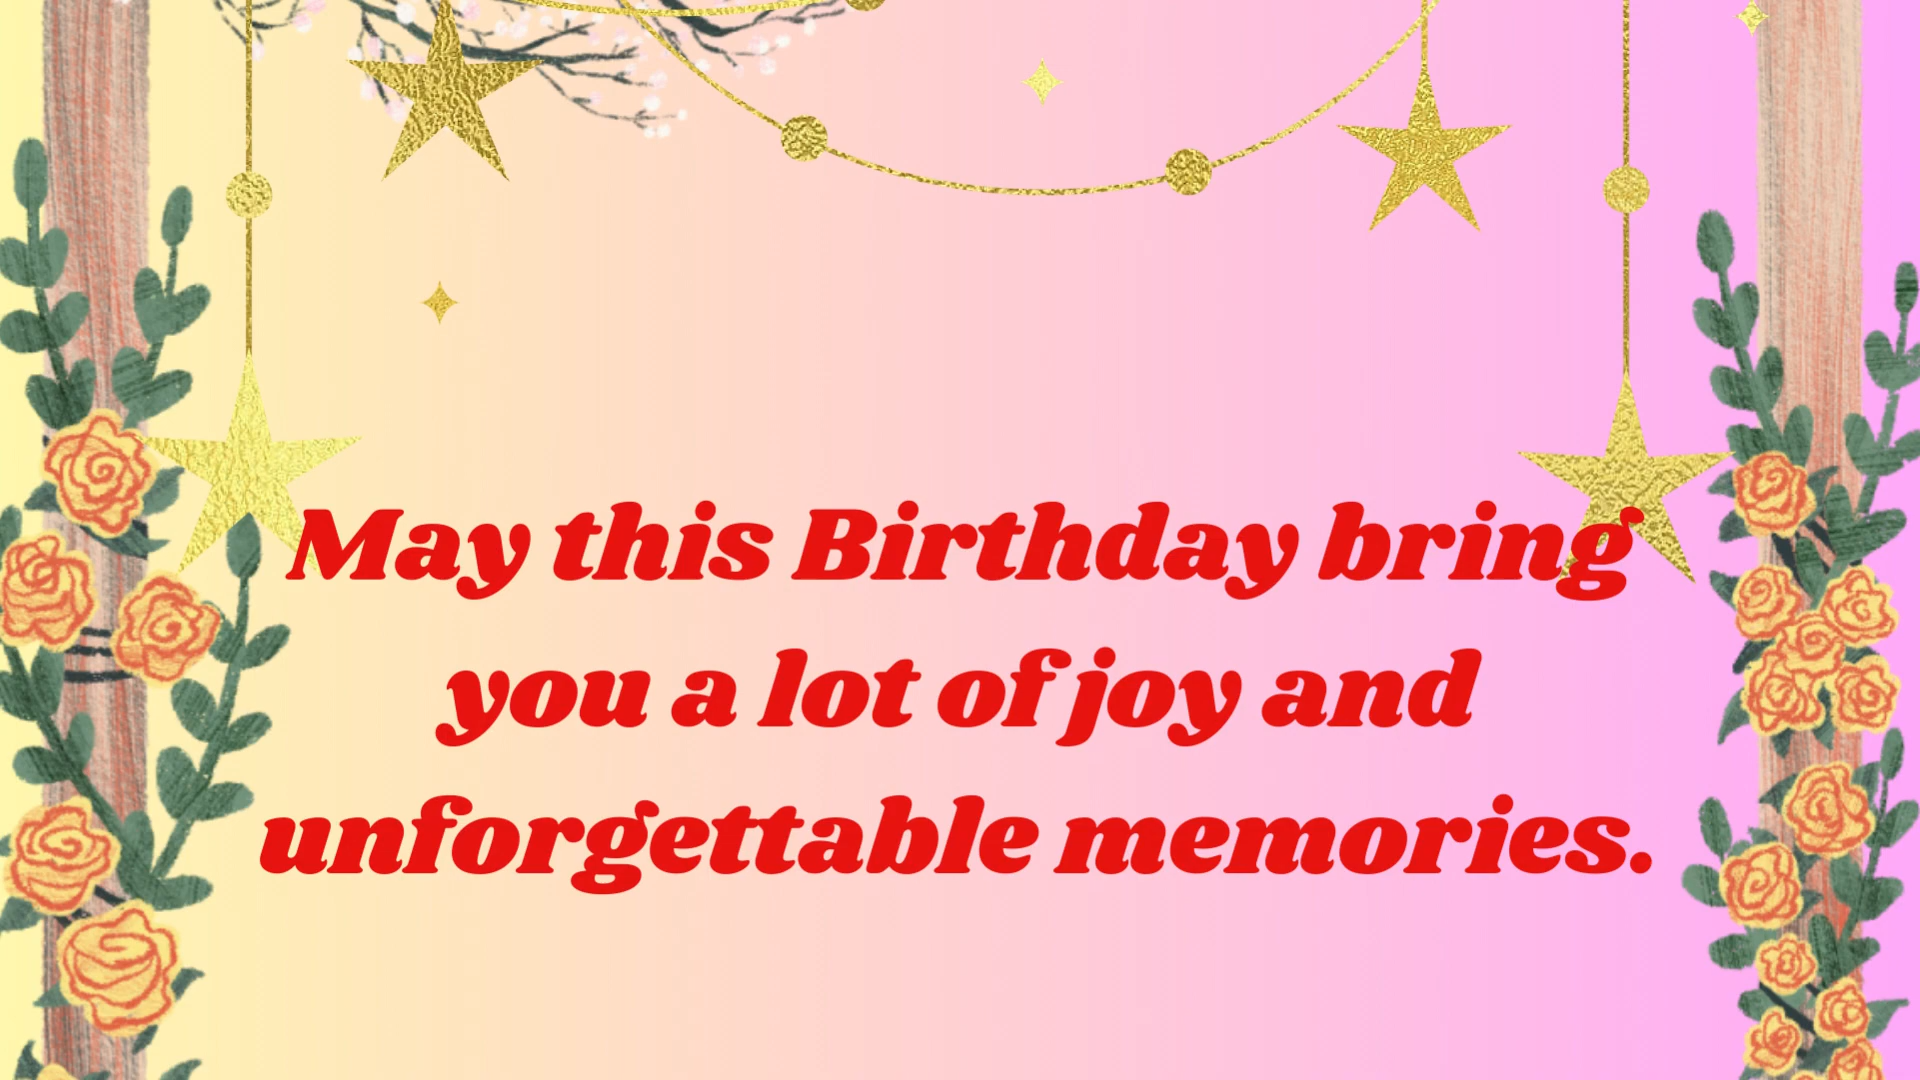 May this Birthday bring
you a lot of joy and
unforgettable memories.